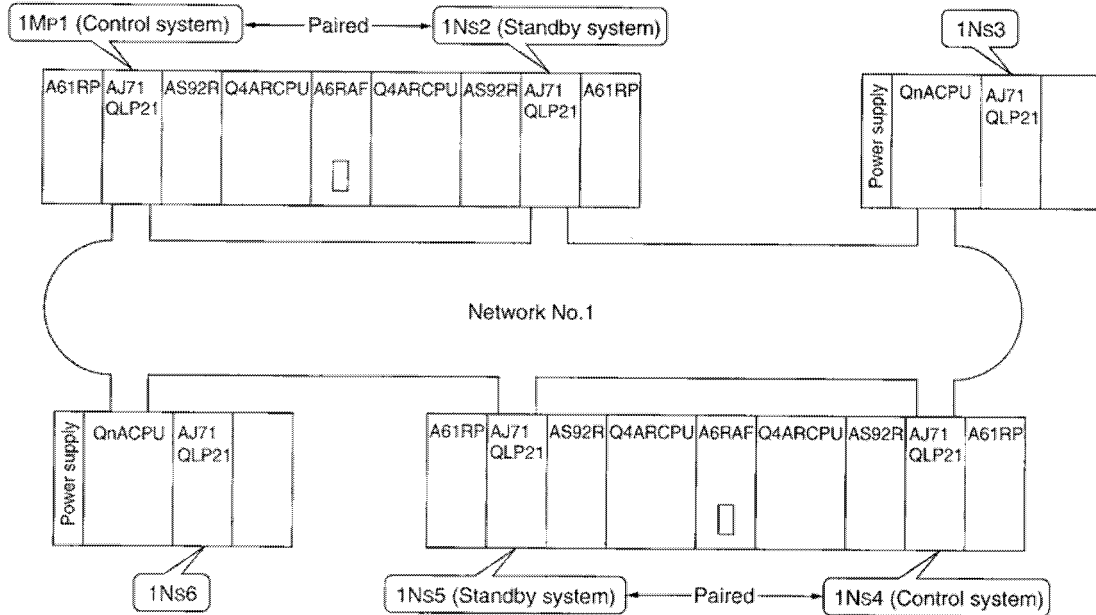 1MP1 (Control system) Paired 1Ns2 (Standby system) 1Ns3
A61RP AJ71 QLP21 AS92R Q4ARCPU A6RAF Q4ARCPU AS92R AJ71 QLP21 A61RP
Power supply QnACPU AJ71 QLP21
Network No.1
Power supply QnACPU AJ71 QLP21
A61RP AJ71 QLP21 AS92R Q4ARCPU A6RAF Q4ARCPU AS92R AJ71 QLP21 A61RP
1Ns6 1Ns5 (Standby system) Paired 1Ns4 (Control system)